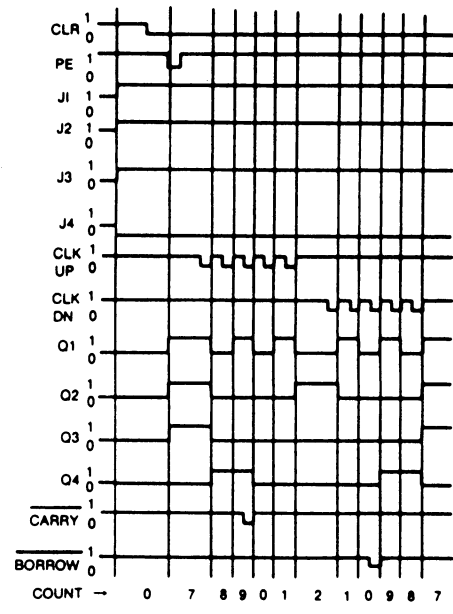 CLR 1
0
PE 1
0
J1 1
0
J2 1
0
J3 1
0
J4 1
0
CLK UP 1
0
CLK DN 1
0
Q1 1
0
Q2 1
0
Q3 1
0
Q4 1
0
CARRY 1
0
BORROW 1
0
COUNT → 0 7 8 9 0 1 2 1 0 9 8 7